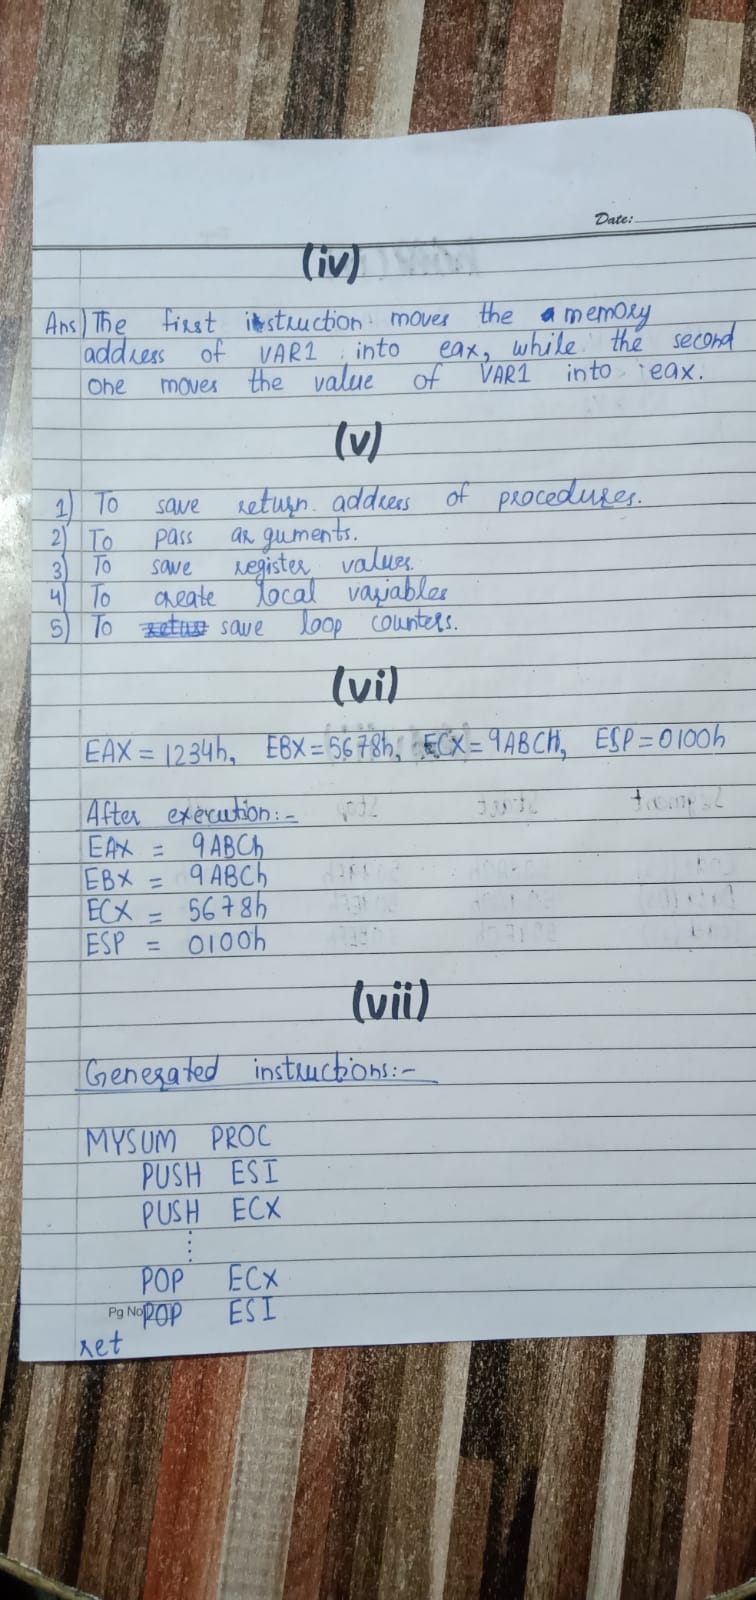 Date:
(iv)
Ans) The first instruction moves the memory
address of VAR1 into eax, while the second
one moves the value of VAR1 into eax.
(v)
1) To save return address of procedures.
2) To pass arguments.
3) To save register values.
4) To create local variables
5) To save loop counters.
(vi)
EAX = 1234h, EBX = 5678h, ECX = 9ABCH, ESP = 0100h
After execution:-
EAX = 9ABCh
EBX = 9ABCh
ECX = 5678h
ESP = 0100h
(vii)
Generated instructions:-
MYSUM PROC
PUSH ESI
PUSH ECX
⋮
POP ECX
Pg No POP ESI
ret